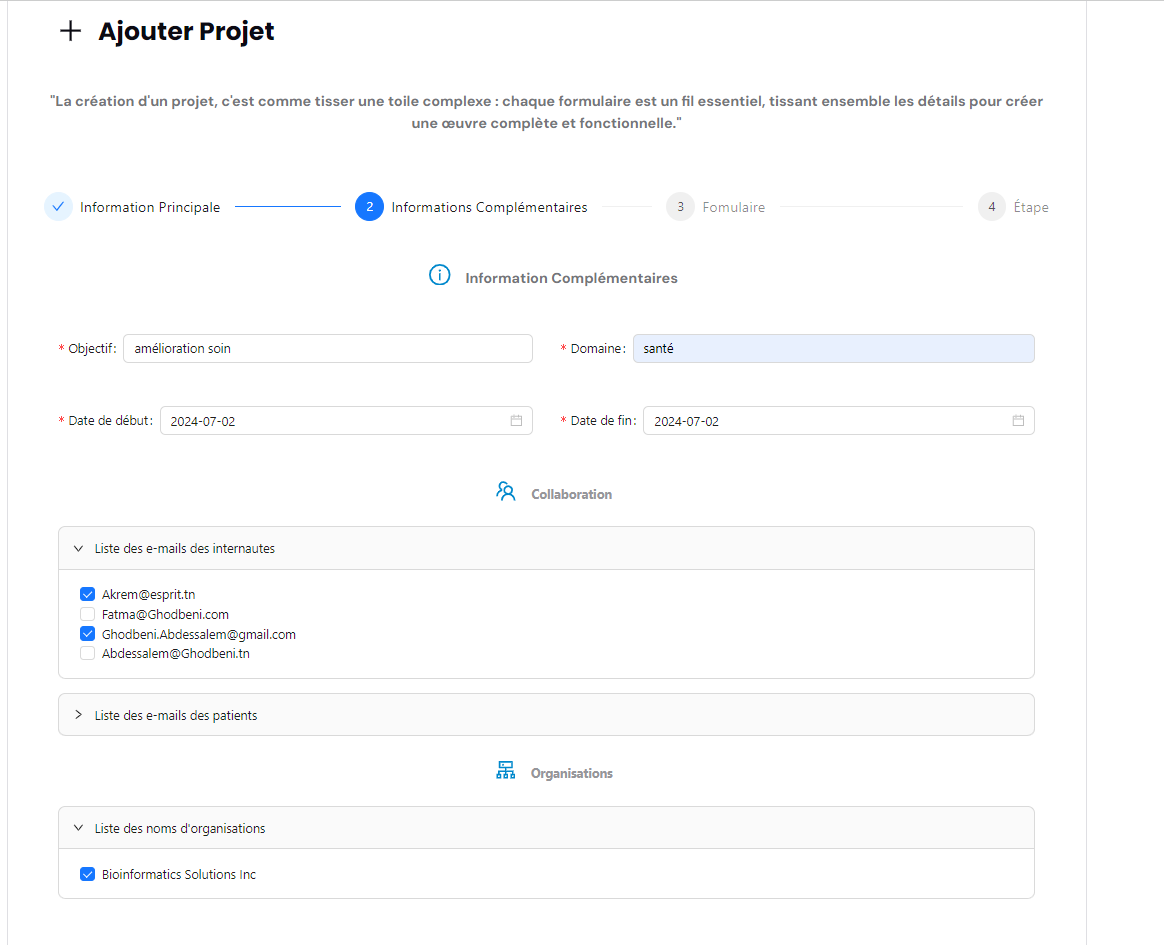 Ajouter Projet
"La création d'un projet, c'est comme tisser une toile complexe : chaque formulaire est un fil essentiel, tissant ensemble les détails pour créer
une œuvre complète et fonctionnelle."
Information Principale
2 Informations Complémentaires
3 Fomulaire
4 Étape
Information Complémentaires
* Objectif: amélioration soin
* Domaine: santé
* Date de début: 2024-07-02
* Date de fin: 2024-07-02
Collaboration
Liste des e-mails des internautes
Akrem@esprit.tn
Fatma@Ghodbeni.com
Ghodbeni.Abdessalem@gmail.com
Abdessalem@Ghodbeni.tn
Liste des e-mails des patients
Organisations
Liste des noms d'organisations
Bioinformatics Solutions Inc